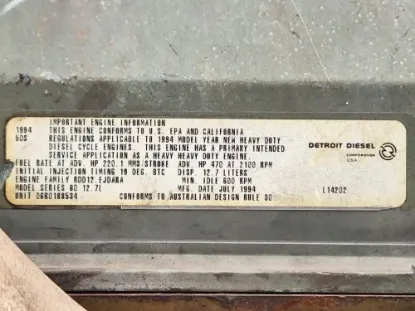 IMPORTANT ENGINE INFORMATION
1994 THIS ENGINE CONFORMS TO U.S. EPA AND CALIFORNIA
50S REGULATIONS APPLICABLE TO 1994 MODEL YEAR NEW HEAVY DUTY
DIESEL CYCLE ENGINES. THIS ENGINE HAS A PRIMARY INTENDED
SERVICE APPLICATION AS A HEAVY HEAVY DUTY ENGINE.
FUEL RATE AT ADV. HP 220.1 MM3/STROKE ADV. HP 470 AT 2100 RPM
INITIAL INJECTION TIMING 19 DEG. BTC DISP. 12.7 LITERS
ENGINE FAMILY MIN. IDLE 600 RPM
MODEL SERIES 60 12.7L MFG. DATE JULY 1994
UNIT CONFORMS TO AUSTRALIAN DESIGN RULE 30
L14202
DETROIT DIESEL
CORPORATION
U.S.A.